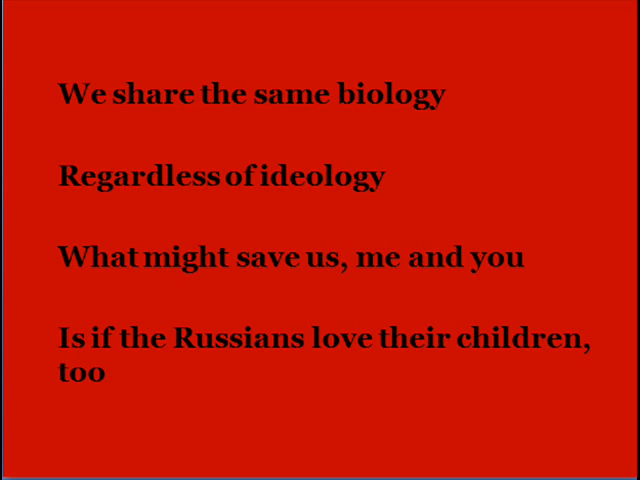 We share the same biology
Regardless of ideology
What might save us, me and you
Is if the Russians love their children,
too